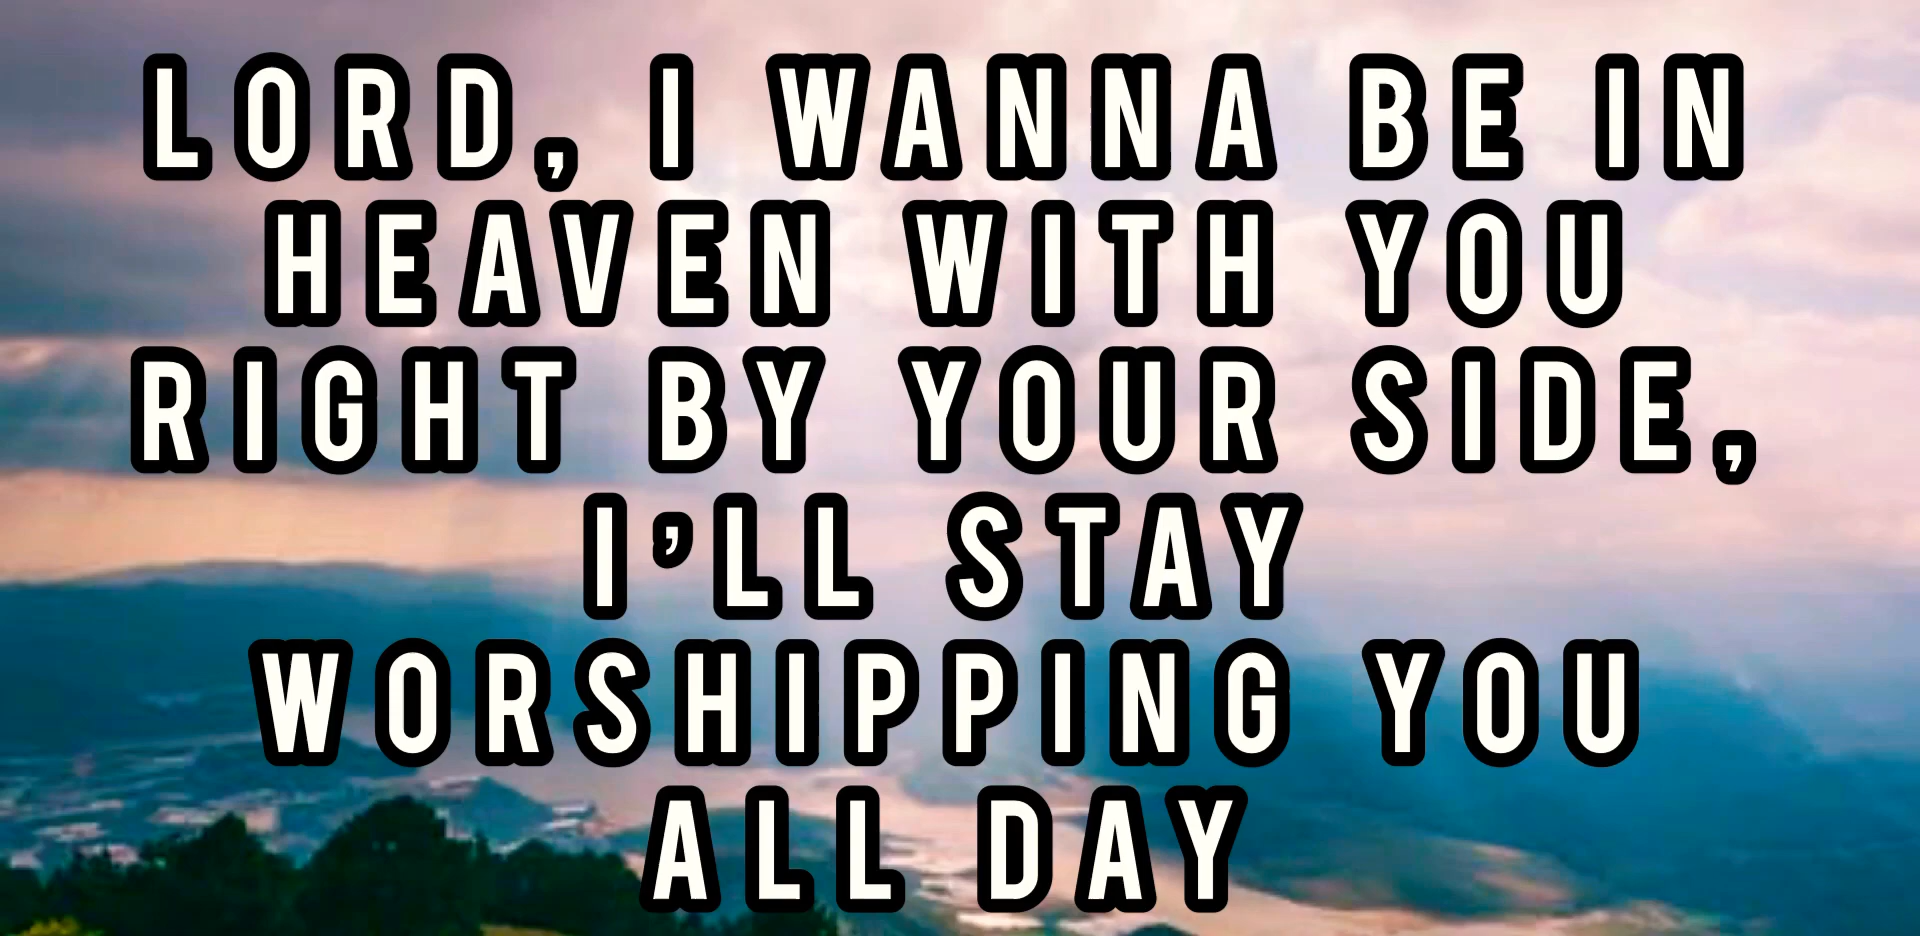 LORD, I WANNA BE IN
HEAVEN WITH YOU
RIGHT BY YOUR SIDE,
I'LL STAY
WORSHIPPING YOU
ALL DAY